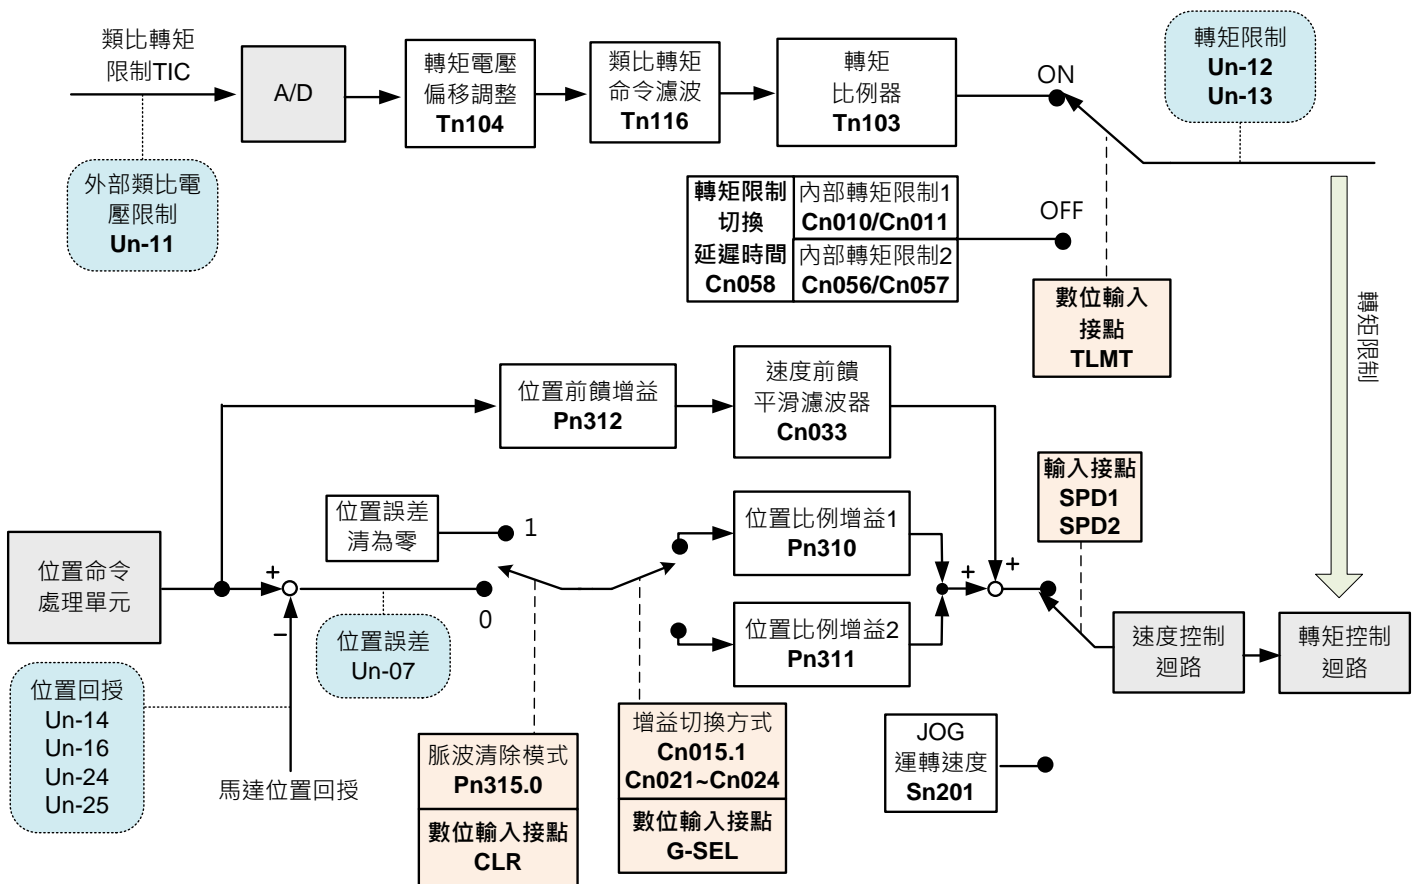 類比轉矩
限制TIC
A/D
轉矩電壓
偏移調整
Tn104
類比轉矩
命令濾波
Tn116
轉矩
比例器
Tn103
ON
轉矩限制
Un-12
Un-13
外部類比電
壓限制
Un-11
轉矩限制
切換
延遲時間
Cn058
內部轉矩限制1
Cn010/Cn011
內部轉矩限制2
Cn056/Cn057
OFF
數位輸入
接點
TLMT
轉矩限制
位置前饋增益
Pn312
速度前饋
平滑濾波器
Cn033
輸入接點
SPD1
SPD2
位置誤差
清為零
1
位置比例增益1
Pn310
位置命令
處理單元
+
−
0
+
+
位置誤差
Un-07
位置比例增益2
Pn311
速度控制
迴路
轉矩控制
迴路
位置回授
Un-14
Un-16
Un-24
Un-25
馬達位置回授
脈波清除模式
Pn315.0
數位輸入接點
CLR
增益切換方式
Cn015.1
Cn021~Cn024
數位輸入接點
G-SEL
JOG
運轉速度
Sn201